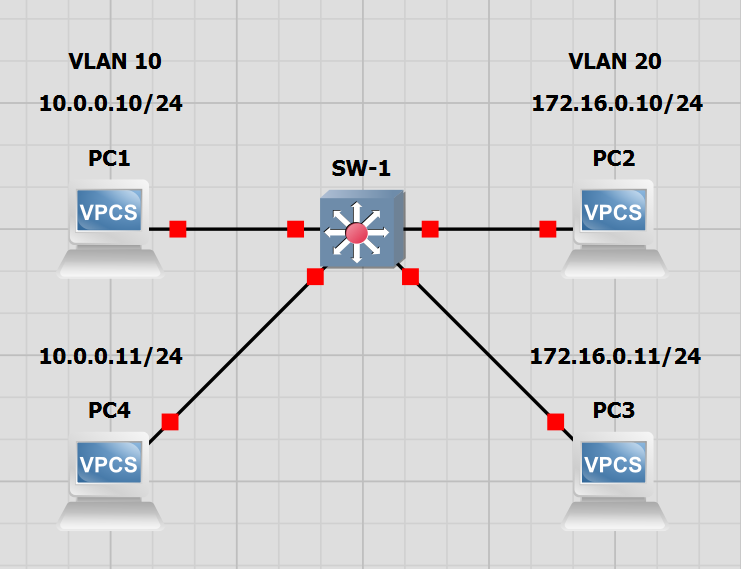 VLAN 10
10.0.0.10/24
PC1
VPCS
SW-1
VLAN 20
172.16.0.10/24
PC2
VPCS
10.0.0.11/24
PC4
VPCS
172.16.0.11/24
PC3
VPCS